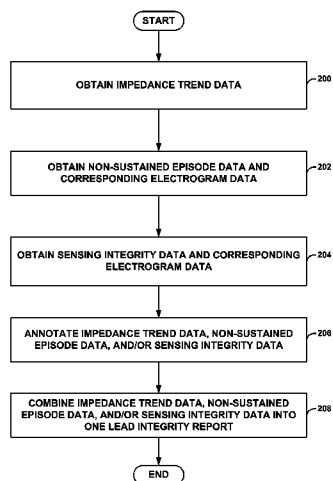 START
OBTAIN IMPEDANCE TREND DATA
200
OBTAIN NON-SUSTAINED EPISODE DATA AND
CORRESPONDING ELECTROGRAM DATA
202
OBTAIN SENSING INTEGRITY DATA AND CORRESPONDING
ELECTROGRAM DATA
204
ANNOTATE IMPEDANCE TREND DATA, NON-SUSTAINED
EPISODE DATA, AND/OR SENSING INTEGRITY DATA
206
COMBINE IMPEDANCE TREND DATA, NON-SUSTAINED
EPISODE DATA, AND/OR SENSING INTEGRITY DATA INTO
ONE LEAD INTEGRITY REPORT
208
END